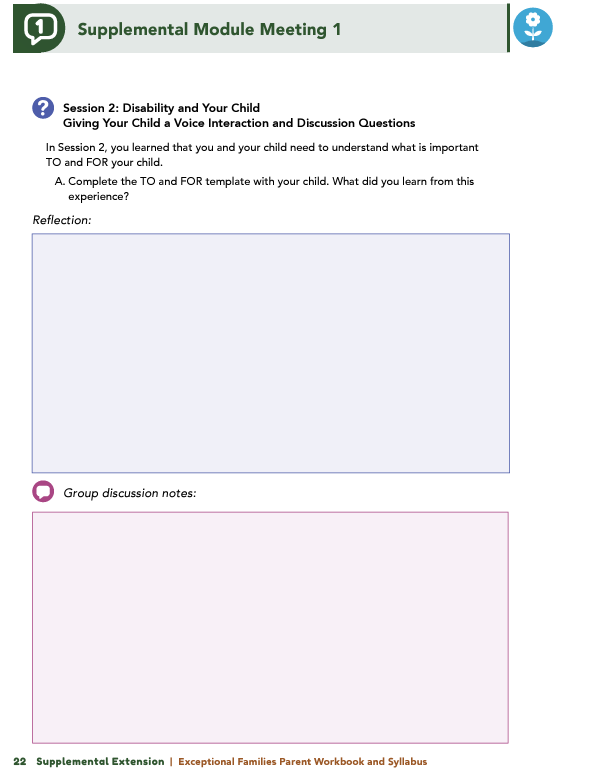 1
Supplemental Module Meeting 1
?
Session 2: Disability and Your Child
Giving Your Child a Voice Interaction and Discussion Questions
In Session 2, you learned that you and your child need to understand what is important
TO and FOR your child.
A. Complete the TO and FOR template with your child. What did you learn from this
experience?
Reflection:
Group discussion notes:
22 Supplemental Extension | Exceptional Families Parent Workbook and Syllabus